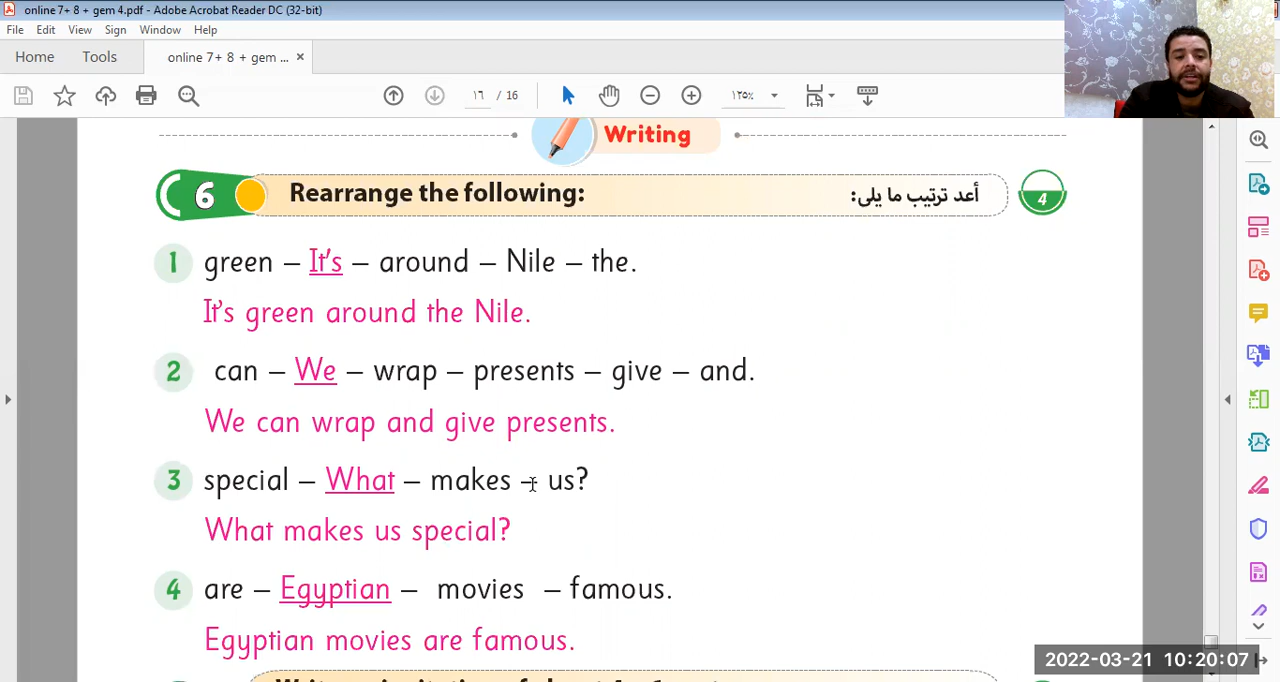 online 7+ 8 + gem 4.pdf - Adobe Acrobat Reader DC (32-bit)
File Edit View Sign Window Help
Home Tools online 7+ 8 + gem ... ×
١٦ / 16 ١٢٥%
Writing
6 Rearrange the following: أعد ترتيب ما يلى: 4
1 green – It's – around – Nile – the.
It's green around the Nile.
2 can – We – wrap – presents – give – and.
We can wrap and give presents.
3 special – What – makes – us?
What makes us special?
4 are – Egyptian – movies – famous.
Egyptian movies are famous.
2022-03-21 10:20:07